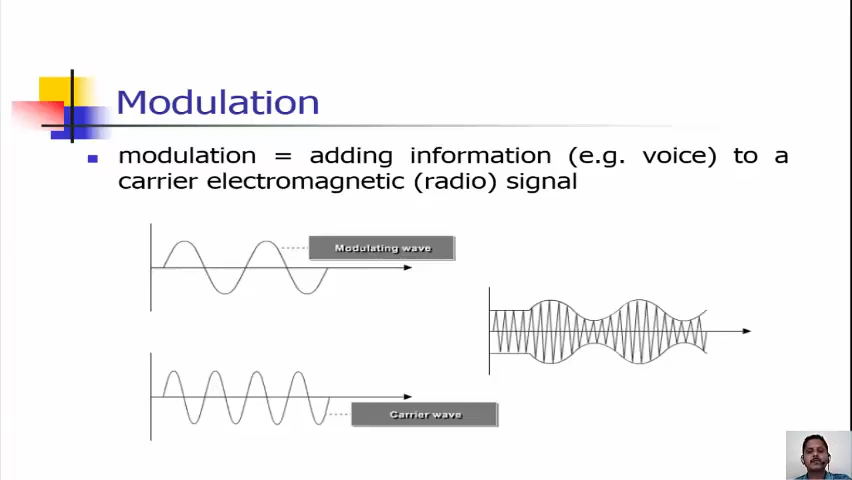 Modulation
modulation = adding information (e.g. voice) to a
carrier electromagnetic (radio) signal
Modulating wave
Carrier wave